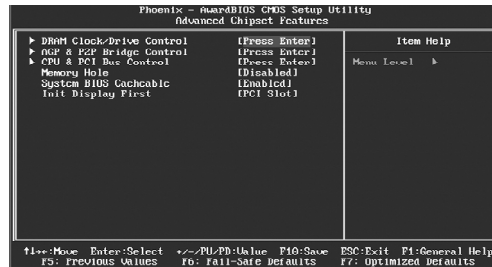 Phoenix - AwardBIOS CMOS Setup Utility
Advanced Chipset Features
▶ DRAM Clock/Drive Control [Press Enter]
▶ AGP & P2P Bridge Control [Press Enter]
▶ CPU & PCI Bus Control [Press Enter]
Memory Hole [Disabled]
System BIOS Cacheable [Enabled]
Init Display First [PCI Slot]
Item Help
Menu Level ▶
↑↓→←:Move Enter:Select +/-/PU/PD:Value F10:Save ESC:Exit F1:General Help
F5: Previous Values F6: Fail-Safe Defaults F7: Optimized Defaults